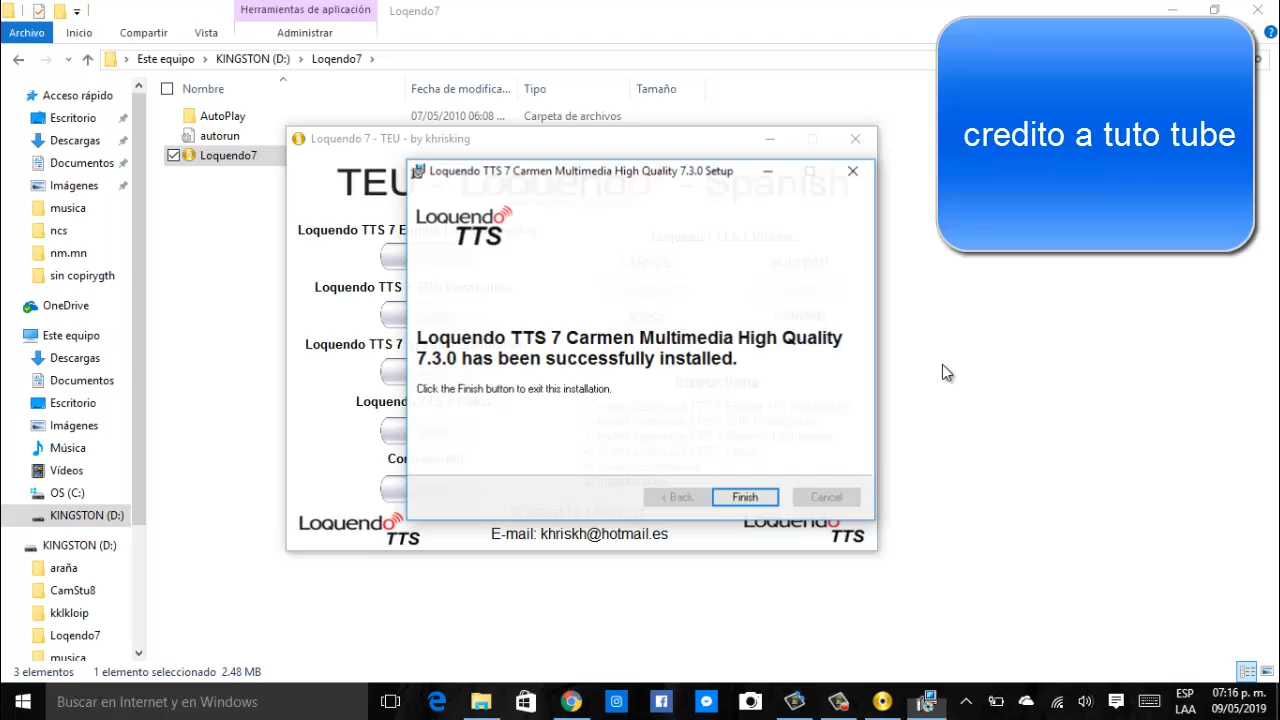 Herramientas de aplicación
Loqendo7
Archivo
Inicio
Compartir
Vista
Administrar
Este equipo
KINGSTON (D:)
Loqendo7
Nombre
Fecha de modifica...
Tipo
Tamaño
AutoPlay
07/05/2010 06:08 ...
Carpeta de archivos
autorun
Loquendo7
Acceso rápido
Escritorio
Descargas
Documentos
Imágenes
musica
ncs
nm.mn
sin copirygth
OneDrive
Este equipo
Descargas
Documentos
Escritorio
Imágenes
Música
Vídeos
OS (C:)
KINGSTON (D:)
KINGSTON (D:)
araña
CamStu8
kklkloip
Loqendo7
musica
Loquendo 7 - TEU - by khrisking
TEU - Loquendo - Spanish
Loquendo TTS 7 E
Loquendo TTS
Loquendo TTS 7
Loquendo
Loquendo TTS
E-mail: khriskh@hotmail.es
Loquendo TTS
Loquendo TTS 7 Carmen Multimedia High Quality 7.3.0 Setup
Loquendo
TTS
Loquendo TTS 7 Carmen Multimedia High Quality
7.3.0 has been successfully installed.
Click the Finish button to exit this installation.
< Back
Finish
Cancel
credito a tuto tube
3 elementos
1 elemento seleccionado 2.48 MB
Buscar en Internet y en Windows
ESP
LAA
07:16 p. m.
09/05/2019